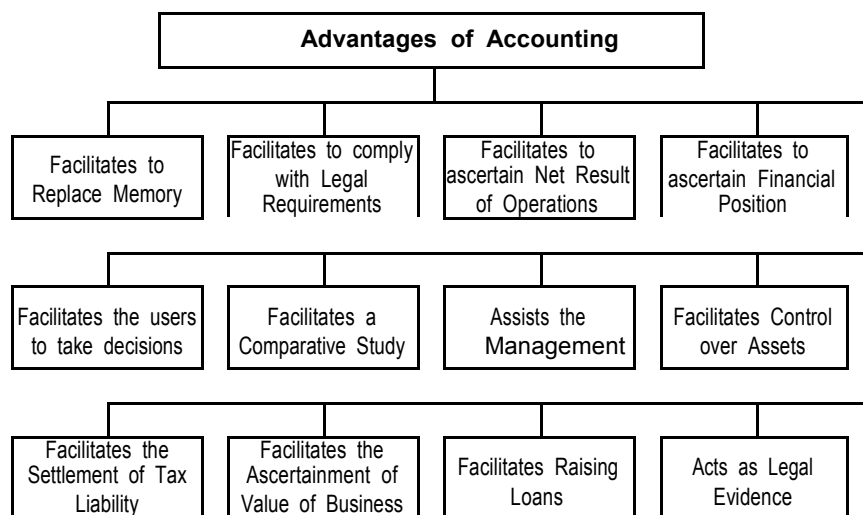 Advantages of Accounting
Facilitates to
Replace Memory
Facilitates to comply
with Legal
Requirements
Facilitates to
ascertain Net Result
of Operations
Facilitates to
ascertain Financial
Position
Facilitates the users
to take decisions
Facilitates a
Comparative Study
Assists the
Management
Facilitates Control
over Assets
Facilitates the
Settlement of Tax
Liability
Facilitates the
Ascertainment of
Value of Business
Facilitates Raising
Loans
Acts as Legal
Evidence